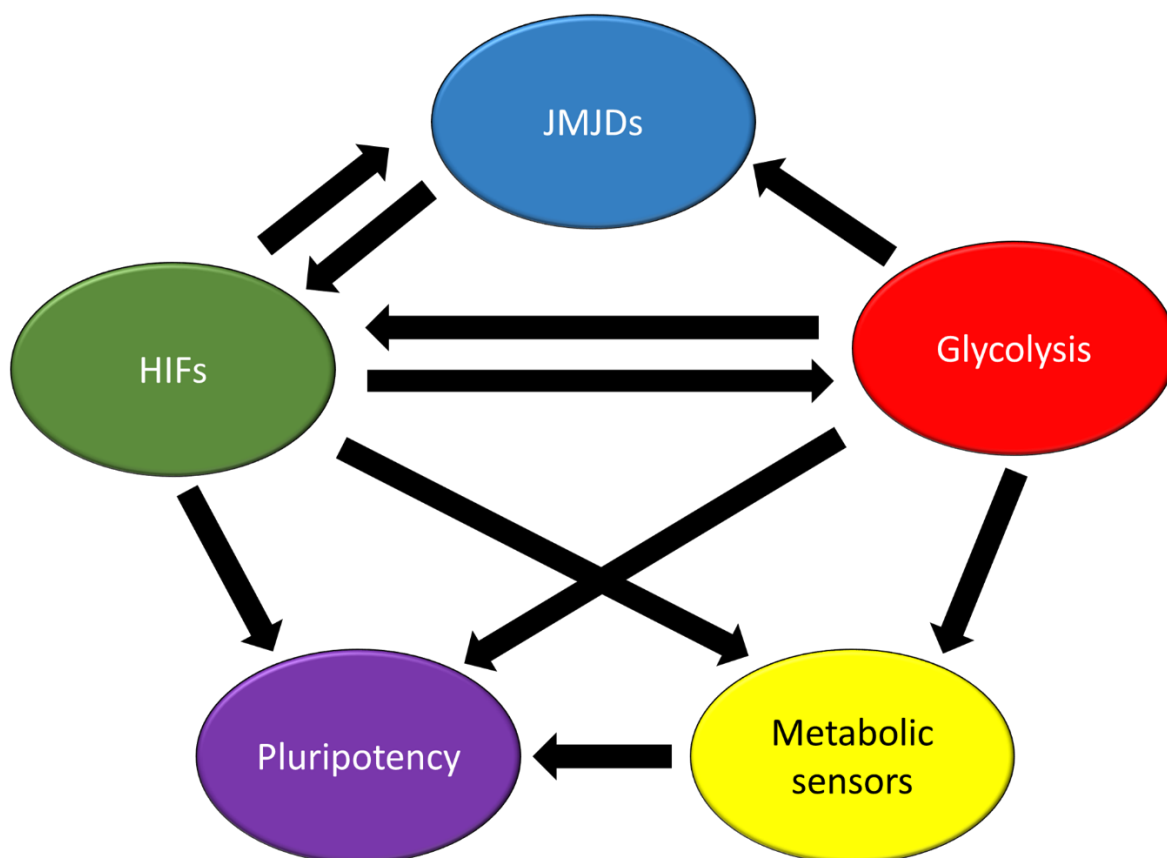 JMJDs
HIFs
Glycolysis
Pluripotency
Metabolic
sensors